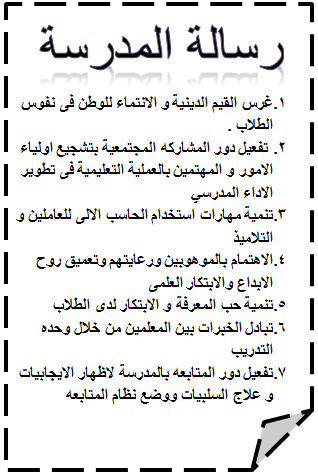 رسالة المدرسة
١.غرس القيم الدينية و الانتماء للوطن فى نفوس
الطلاب .
٢. تفعيل دور المشاركه المجتمعية بتشجيع اولياء
الامور و المهتمين بالعملية التعليمية فى تطوير
الاداء المدرسي
٣.تنمية مهارات استخدام الحاسب الالى للعاملين و
التلاميذ
٤.الاهتمام بالموهوبين ورعايتهم وتعميق روح
الابداع والابتكار العلمى
٥.تنمية حب المعرفة و الابتكار لدى الطلاب
٦.تبادل الخبرات بين المعلمين من خلال وحده
التدريب
٧.تفعيل دور المتابعه بالمدرسة لاظهار الايجابيات
و علاج السلبيات ووضع نظام المتابعه